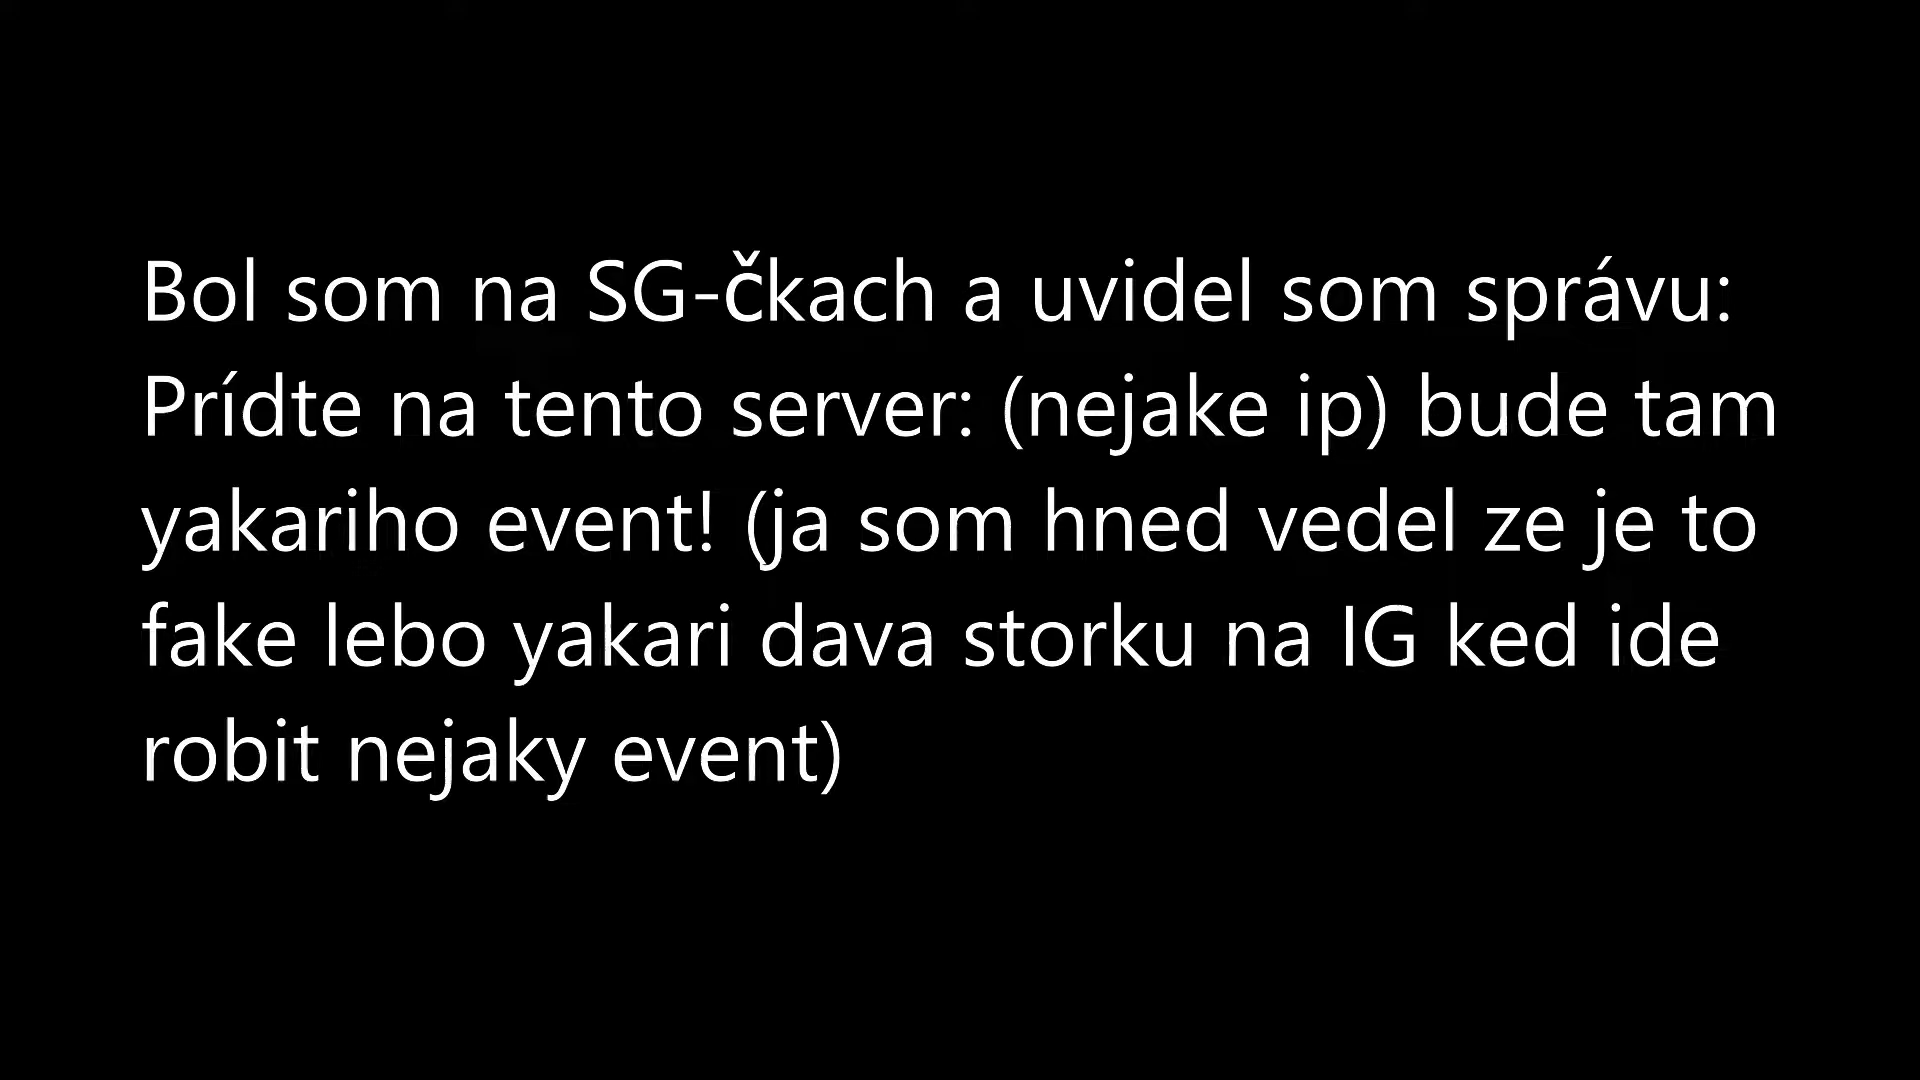 Bol som na SG-čkach a uvidel som správu:
Prídte na tento server: (nejake ip) bude tam
yakariho event! (ja som hned vedel ze je to
fake lebo yakari dava storku na IG ked ide
robit nejaky event)